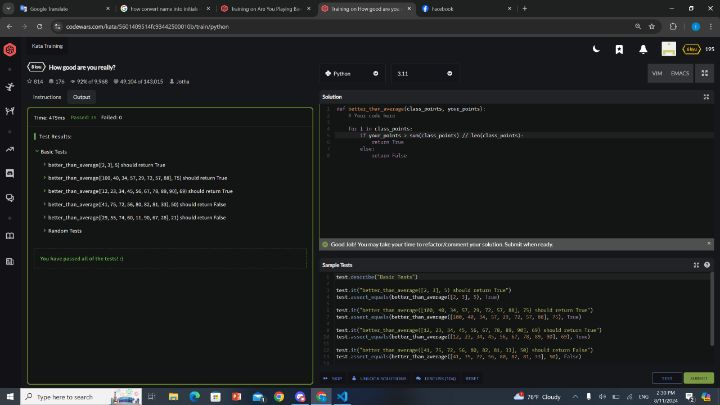 Google Translate
how convert name into initials
Training on Are You Playing Ba
Training on How good are you
Facebook
codewars.com/kata/5601409514fc93442500010b/train/python
Kata Training
8 kyu
195
8 kyu How good are you really?
814 176 92% of 9,968 49,104 of 143,015 Jotha
Python
3.11
VIM EMACS
Instructions Output
Time: 479ms Passed: 35 Failed: 0
Test Results:
Basic Tests
better_than_average([2, 3], 5) should return True
better_than_average([100, 40, 34, 57, 29, 72, 57, 88], 75) should return True
better_than_average([12, 23, 34, 45, 56, 67, 78, 89, 90], 69) should return True
better_than_average([41, 75, 72, 56, 80, 82, 81, 33], 50) should return False
better_than_average([29, 55, 74, 60, 11, 90, 67, 28], 21) should return False
Random Tests
You have passed all of the tests! :)
Solution
def better_than_average(class_points, your_points):
# Your code here
for i in class_points:
if your_points > sum(class_points) // len(class_points):
return True
else:
return False
Good Job! You may take your time to refactor/comment your solution. Submit when ready.
Sample Tests
test.describe("Basic Tests")
test.it("better_than_average([2, 3], 5) should return True")
test.assert_equals(better_than_average([2, 3], 5), True)
test.it("better_than_average([100, 40, 34, 57, 29, 72, 57, 88], 75) should return True")
test.assert_equals(better_than_average([100, 40, 34, 57, 29, 72, 57, 88], 75), True)
test.it("better_than_average([12, 23, 34, 45, 56, 67, 78, 89, 90], 69) should return True")
test.assert_equals(better_than_average([12, 23, 34, 45, 56, 67, 78, 89, 90], 69), True)
test.it("better_than_average([41, 75, 72, 56, 80, 82, 81, 33], 50) should return False")
test.assert_equals(better_than_average([41, 75, 72, 56, 80, 82, 81, 33], 50), False)
SKIP UNLOCK SOLUTIONS DISCUSS (104) RESET
TEST SUBMIT
Type here to search
76°F Cloudy
ENG
2:30 PM
8/11/2024